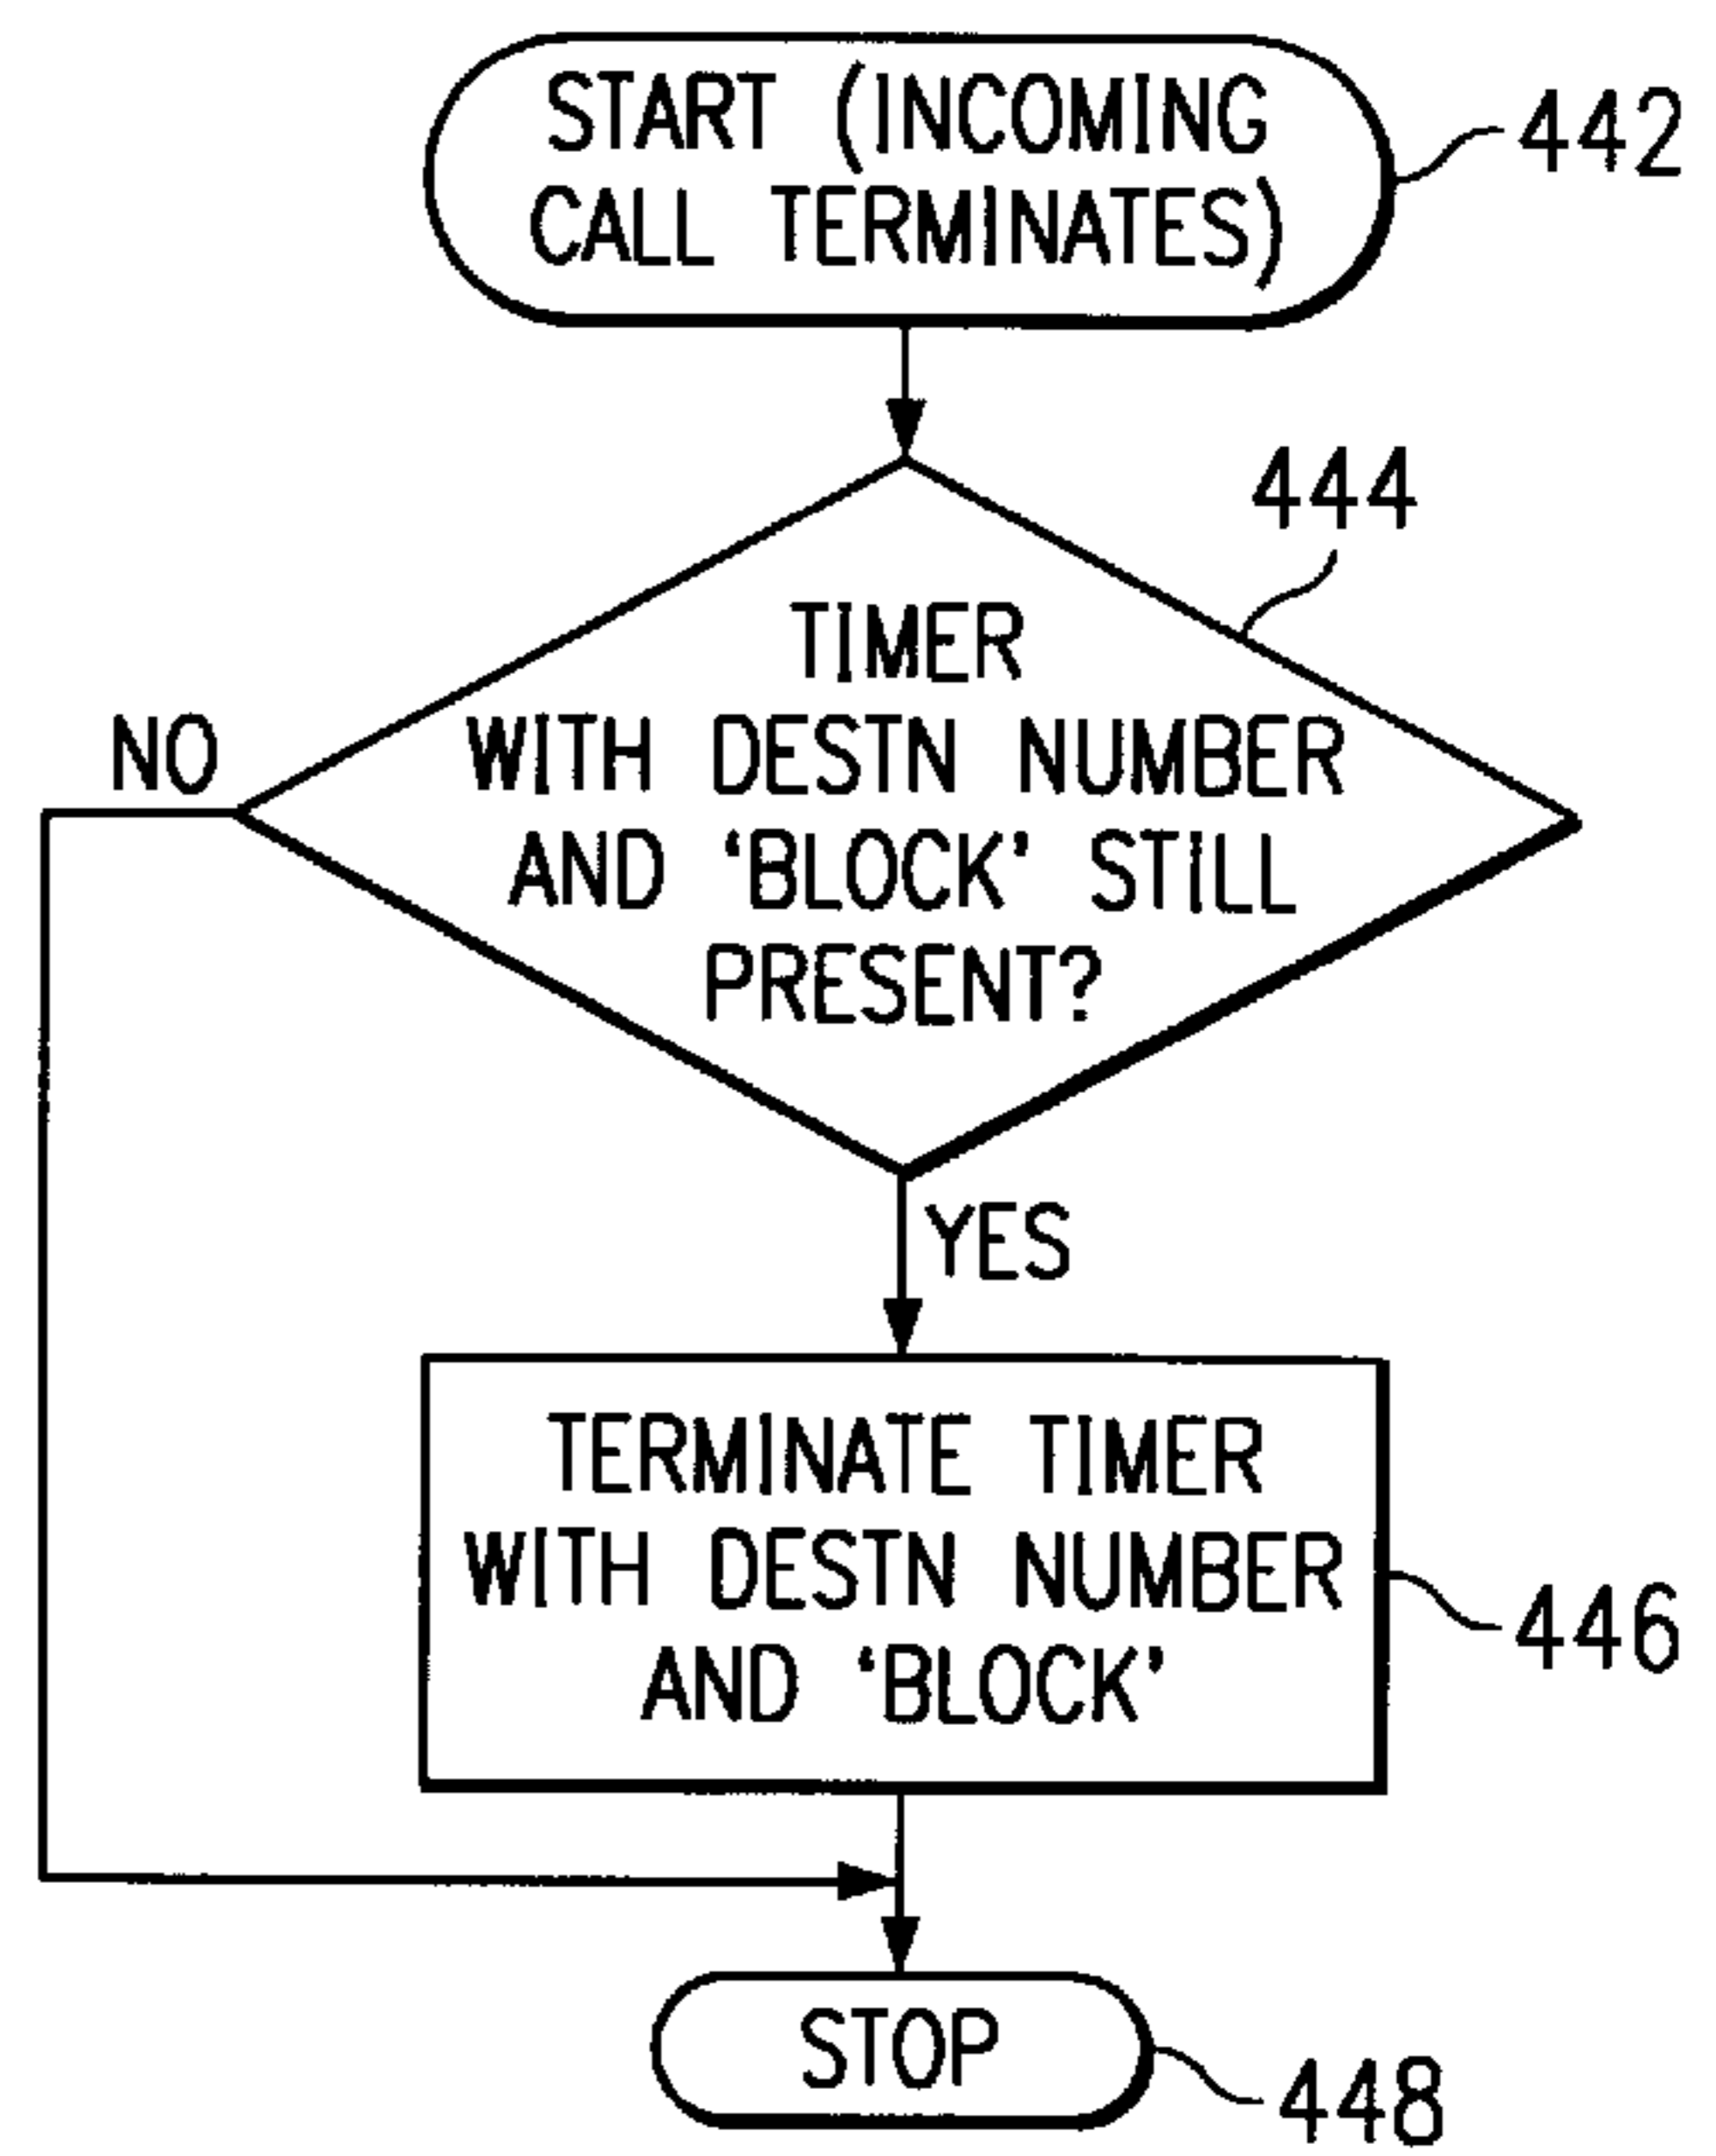 START (INCOMING
CALL TERMINATES)
442
444
TIMER
WITH DESTN NUMBER
AND ‘BLOCK’ STILL
PRESENT?
NO
YES
TERMINATE TIMER
WITH DESTN NUMBER
AND ‘BLOCK’
446
STOP
448